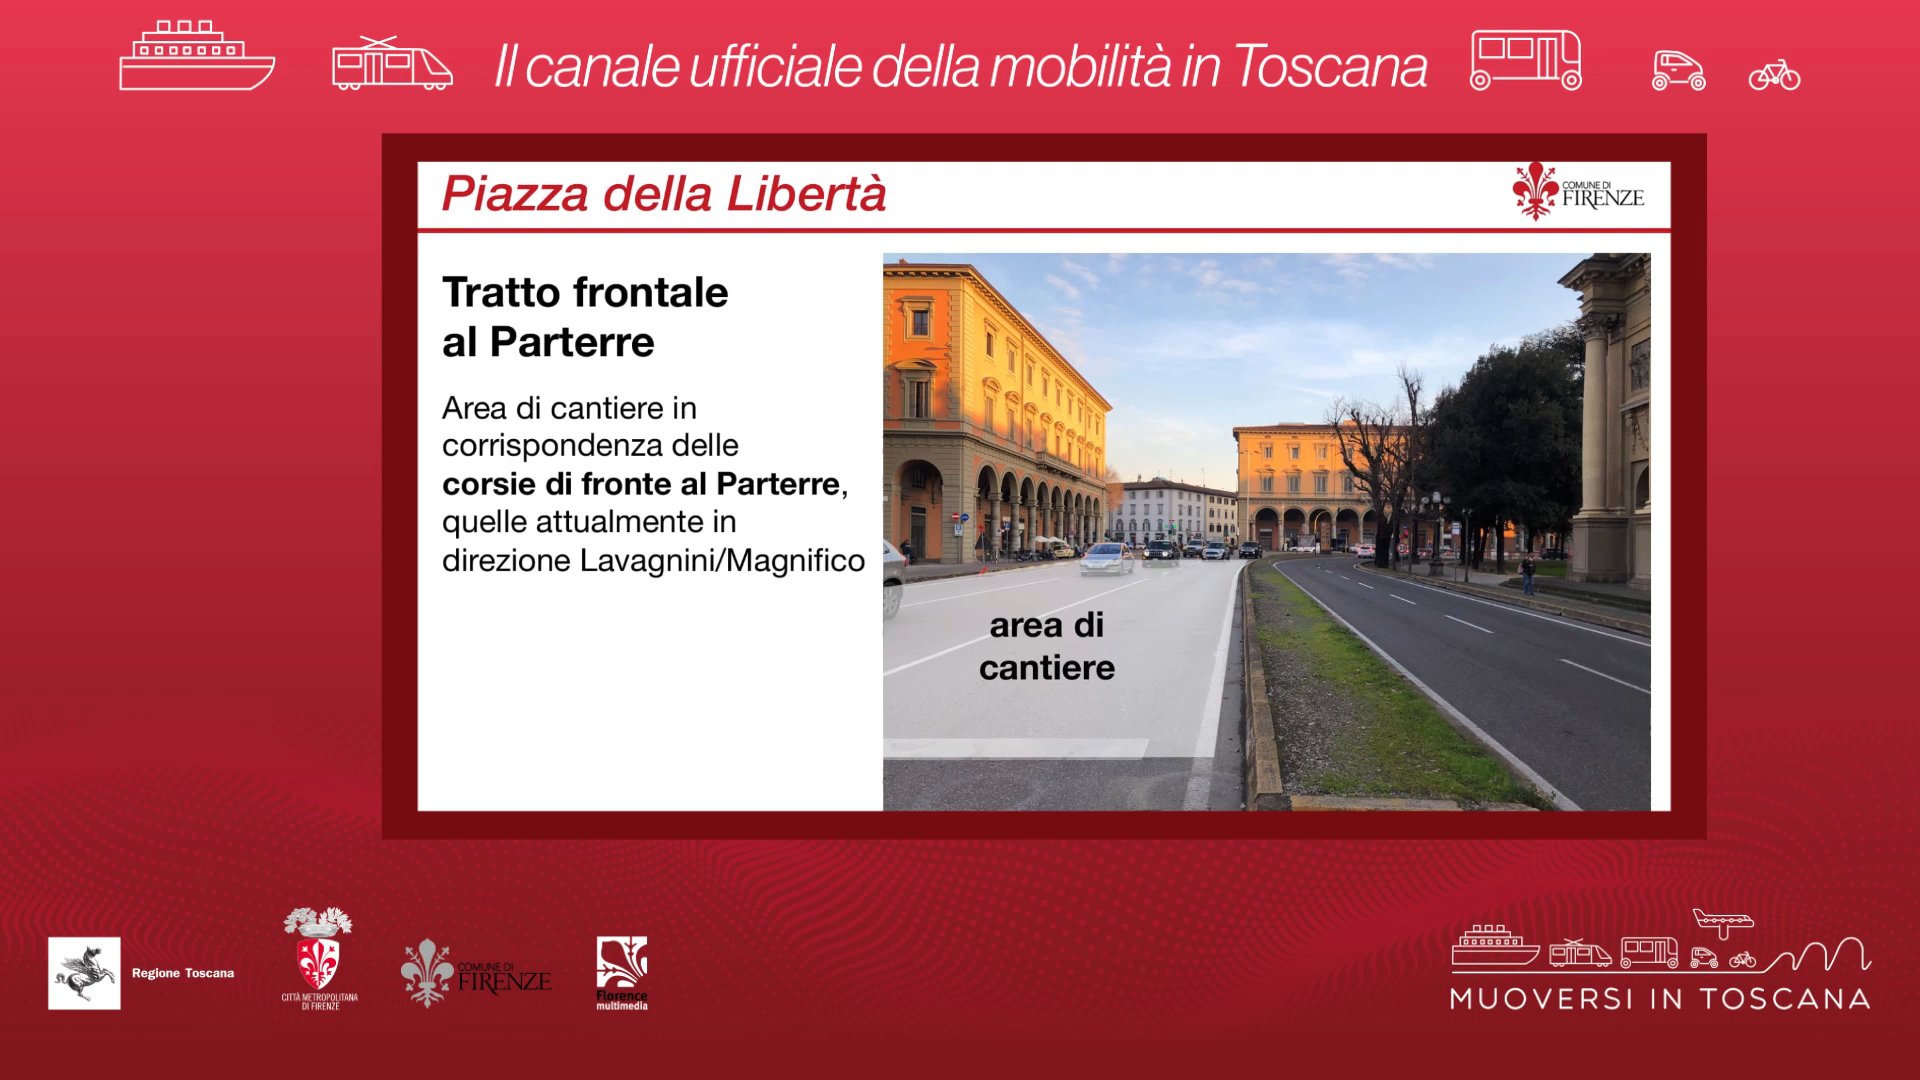 Il canale ufficiale della mobilità in Toscana
Piazza della Libertà
COMUNE DI
FIRENZE
Tratto frontale
al Parterre
Area di cantiere in
corrispondenza delle
corsie di fronte al Parterre,
quelle attualmente in
direzione Lavagnini/Magnifico
area di
cantiere
Regione Toscana
CITTÀ METROPOLITANA
DI FIRENZE
COMUNE DI
FIRENZE
Florence
multimedia
MUOVERSI IN TOSCANA